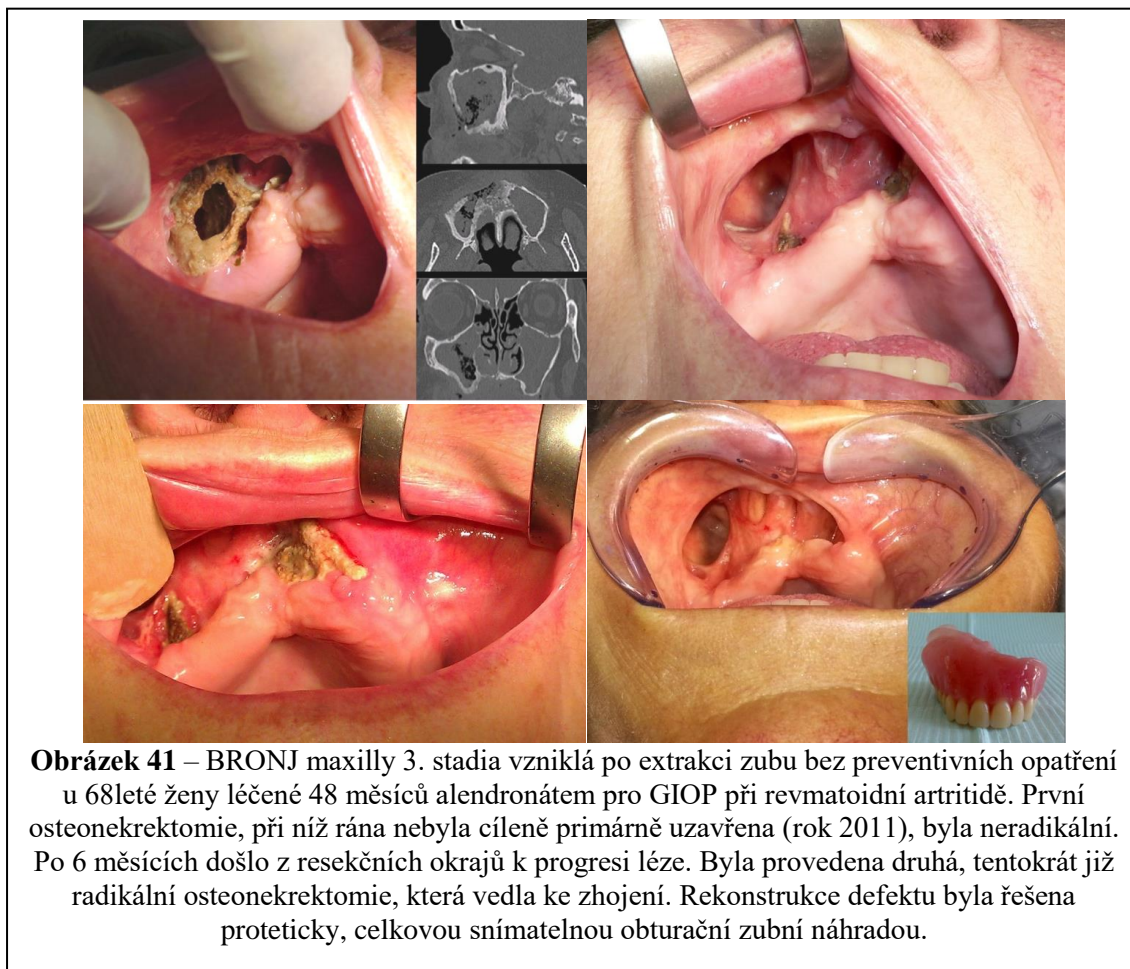 Obrázek 41 – BRONJ maxilly 3. stadia vzniklá po extrakci zubu bez preventivních opatření
u 68leté ženy léčené 48 měsíců alendronátem pro GIOP při revmatoidní artritidě. První
osteonekrektomie, při níž rána nebyla cíleně primárně uzavřena (rok 2011), byla neradikální.
Po 6 měsících došlo z resekčních okrajů k progresi léze. Byla provedena druhá, tentokrát již
radikální osteonekrektomie, která vedla ke zhojení. Rekonstrukce defektu byla řešena
proteticky, celkovou snímatelnou obturační zubní náhradou.